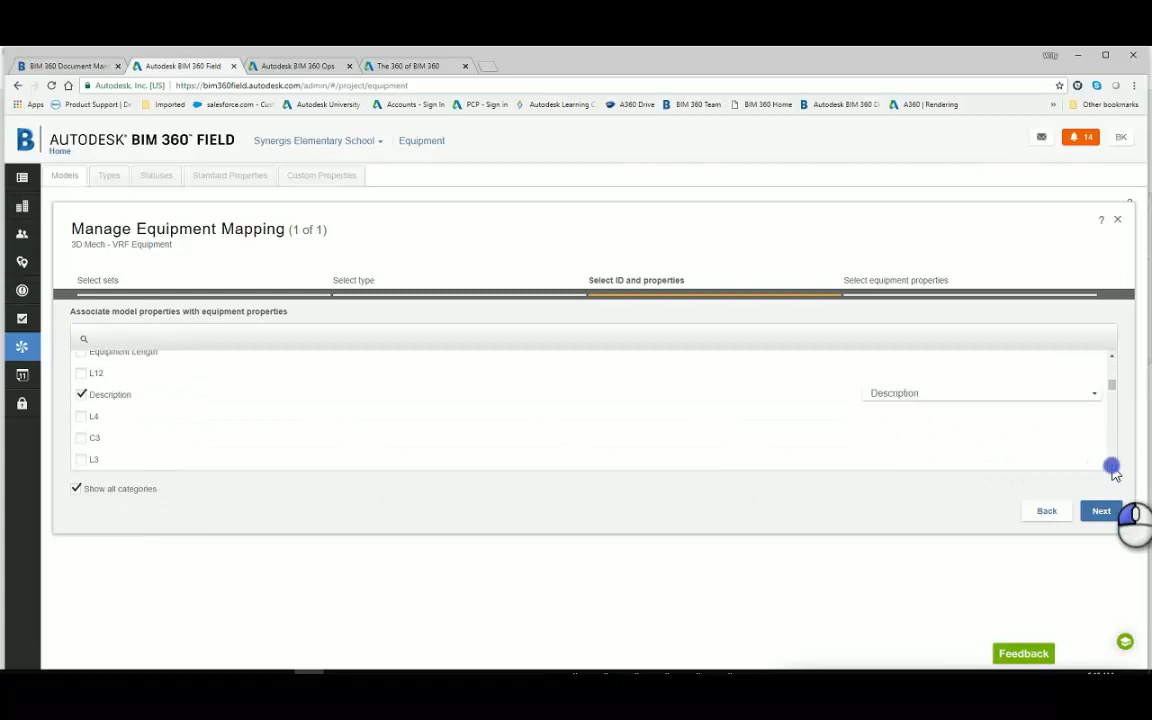 BIM 360 Document Man
Autodesk BIM 360 Field
Autodesk BIM 360 Ops
The 360 of BIM 360
Autodesk, Inc. [US]
https://bim360field.autodesk.com/admin/#/project/equipment
Apps
Product Support | De
Imported
salesforce.com - Cust
Autodesk University
Accounts - Sign In
PCP - Sign in
Autodesk Learning C
A360 Drive
BIM 360 Team
BIM 360 Home
Autodesk BIM 360 D
A360 | Rendering
»
Other bookmarks
AUTODESK™ BIM 360™ FIELD
Home
Synergis Elementary School
Equipment
14
BK
Models
Types
Statuses
Standard Properties
Custom Properties
Manage Equipment Mapping (1 of 1)
3D Mech - VRF Equipment
?
Select sets
Select type
Select ID and properties
Select equipment properties
Associate model properties with equipment properties
Equipment Length
L12
Description
Description
L4
C3
L3
Show all categories
Back
Next
Feedback